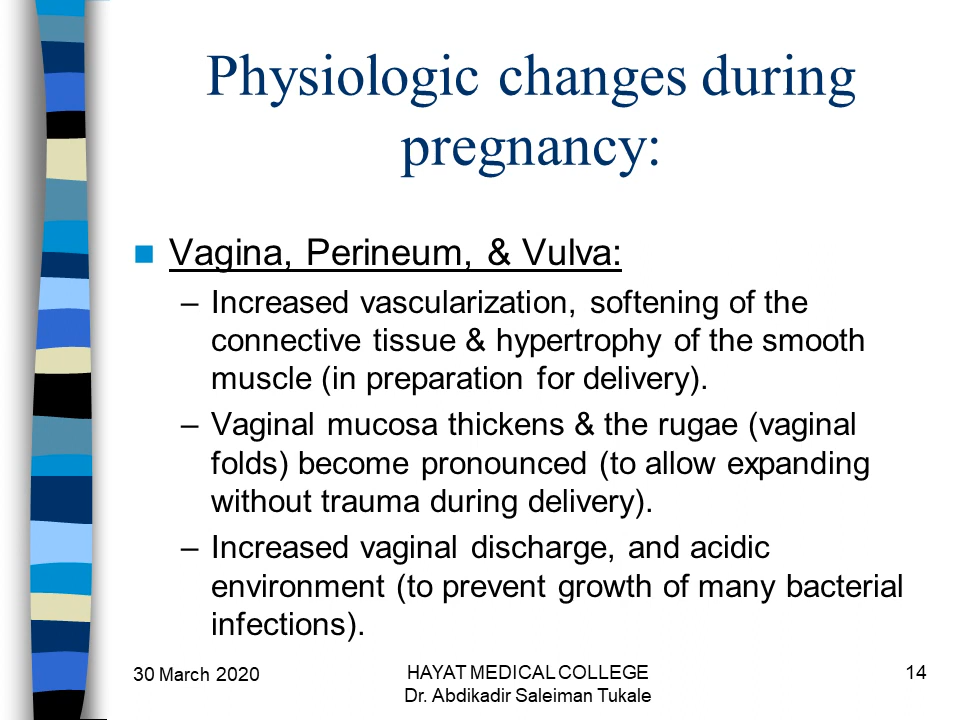 Physiologic changes during
pregnancy:
Vagina, Perineum, & Vulva:
– Increased vascularization, softening of the
connective tissue & hypertrophy of the smooth
muscle (in preparation for delivery).
– Vaginal mucosa thickens & the rugae (vaginal
folds) become pronounced (to allow expanding
without trauma during delivery).
– Increased vaginal discharge, and acidic
environment (to prevent growth of many bacterial
infections).
30 March 2020
HAYAT MEDICAL COLLEGE
Dr. Abdikadir Saleiman Tukale
14